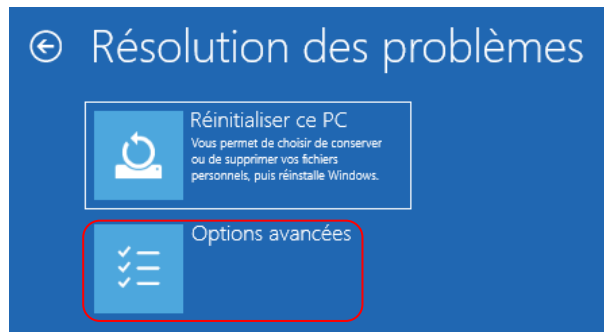 Résolution des problèmes
Réinitialiser ce PC
Vous permet de choisir de conserver
ou de supprimer vos fichiers
personnels, puis réinstalle Windows.
Options avancées